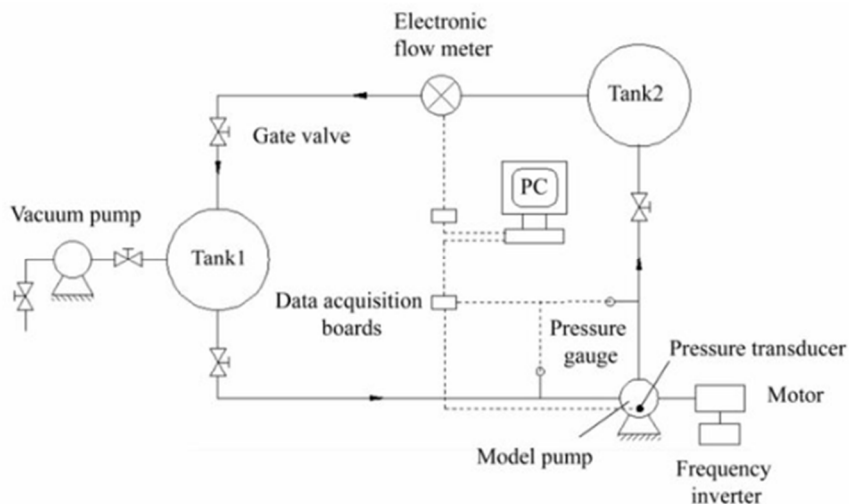 Electronic
flow meter
Tank2
Gate valve
PC
Vacuum pump
Tank1
Data acquisition
boards
Pressure
gauge
Pressure transducer
Motor
Model pump
Frequency
inverter